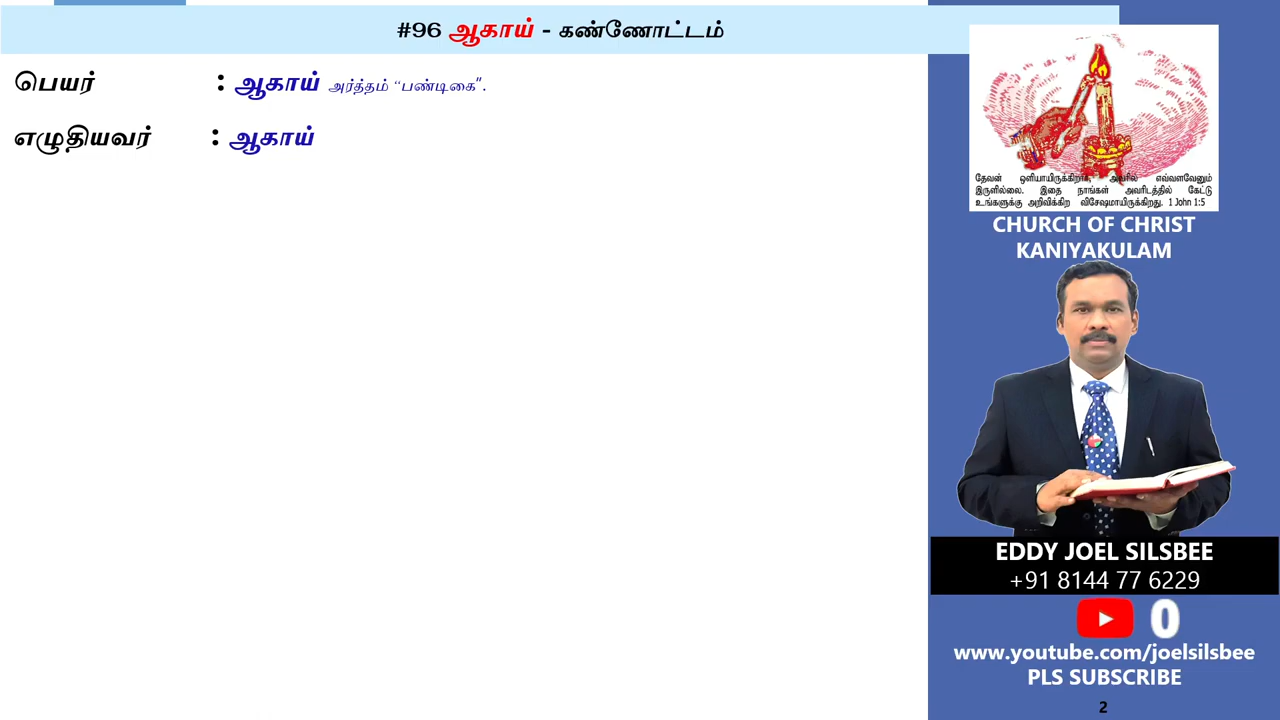 #96 ஆகாய் - கண்ணோட்டம்
பெயர் : ஆகாய் அர்த்தம் “பண்டிகை".
எழுதியவர் : ஆகாய்
தேவன் ஒளியாயிருக்கிறார், அவரில் எவ்வளவேனும்
இருளில்லை. இதை நாங்கள் அவரிடத்தில் கேட்டு
உங்களுக்கு அறிவிக்கிற விசேஷமாயிருக்கிறது. 1 John 1:5
CHURCH OF CHRIST
KANIYAKULAM
EDDY JOEL SILSBEE
+91 8144 77 6229
0
www.youtube.com/joelsilsbee
PLS SUBSCRIBE
2